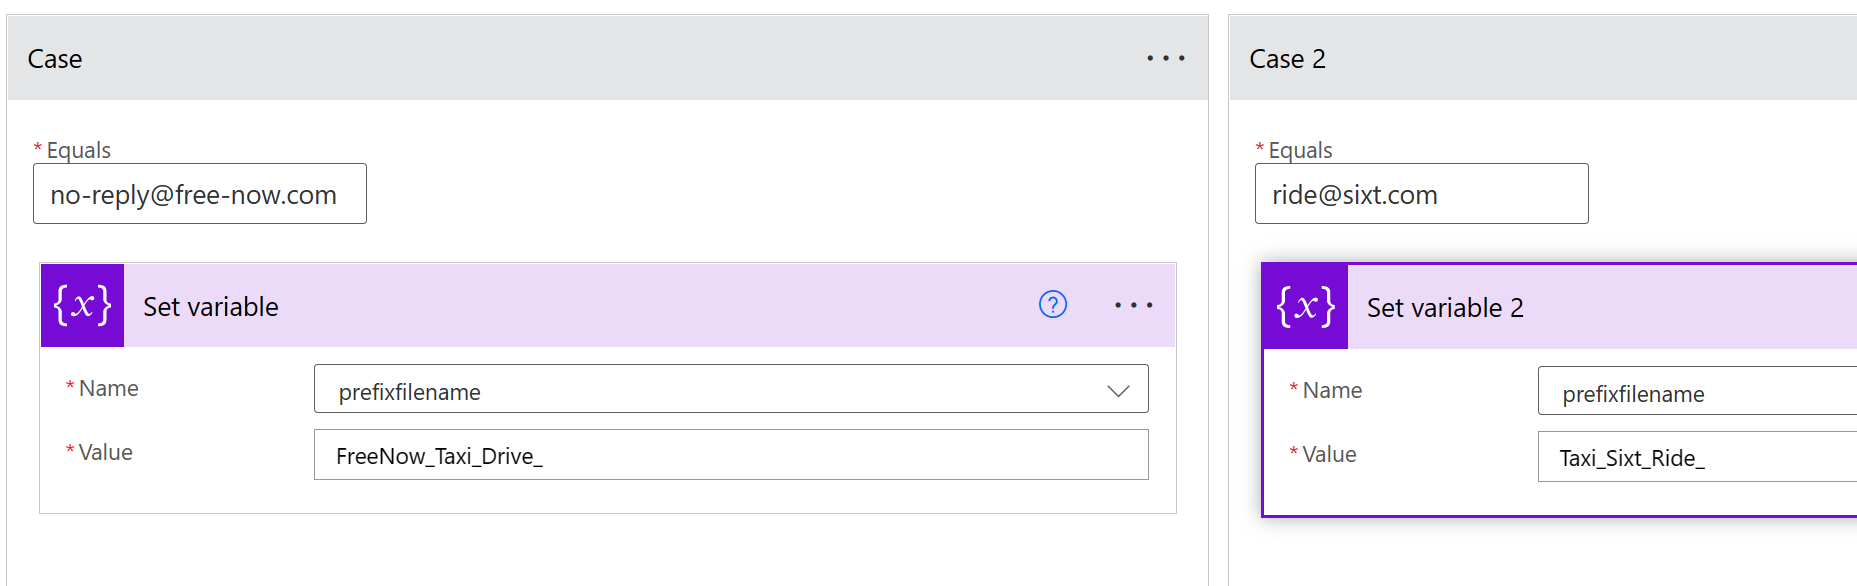 Case
* Equals
no-reply@free-now.com
{x} Set variable ?
* Name prefixfilename
* Value FreeNow_Taxi_Drive_
Case 2
* Equals
ride@sixt.com
{x} Set variable 2
* Name prefixfilename
* Value Taxi_Sixt_Ride_